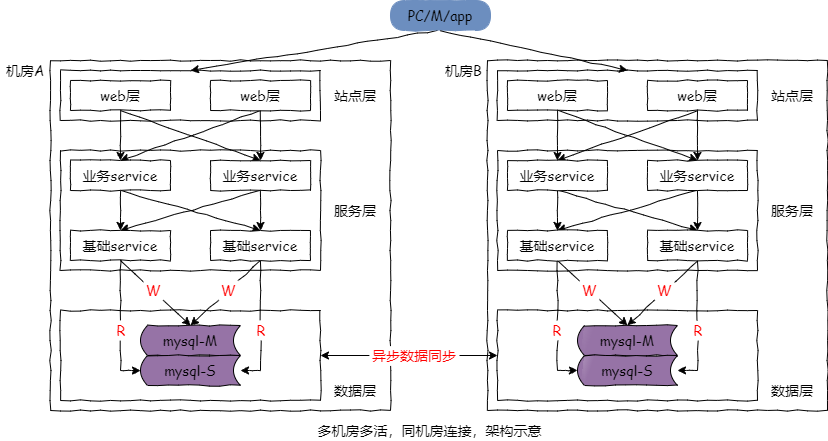 PC/M/app
机房A
机房B
web层
web层
站点层
web层
web层
站点层
业务service
业务service
业务service
业务service
服务层
服务层
基础service
基础service
基础service
基础service
W
W
W
W
R
R
R
R
mysql-M
mysql-M
异步数据同步
mysql-S
mysql-S
数据层
数据层
多机房多活，同机房连接，架构示意